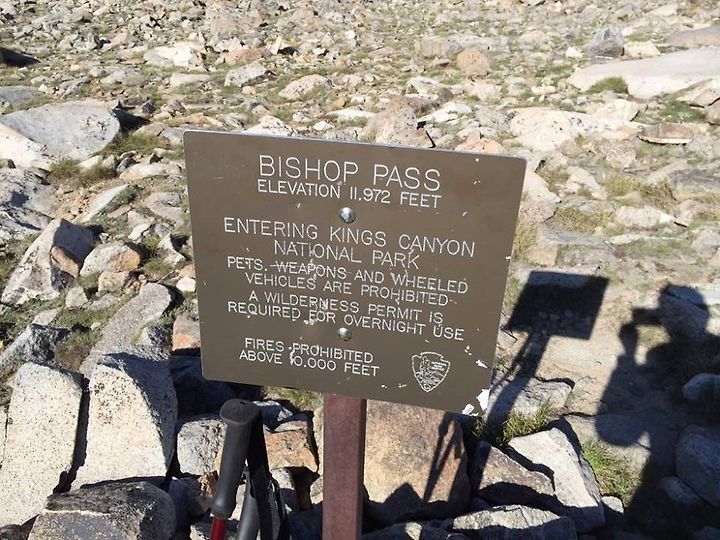 BISHOP PASS
ELEVATION 11,972 FEET
ENTERING KINGS CANYON
NATIONAL PARK
PETS, WEAPONS AND WHEELED
VEHICLES ARE PROHIBITED
A WILDERNESS PERMIT IS
REQUIRED FOR OVERNIGHT USE
FIRES PROHIBITED
ABOVE 10,000 FEET